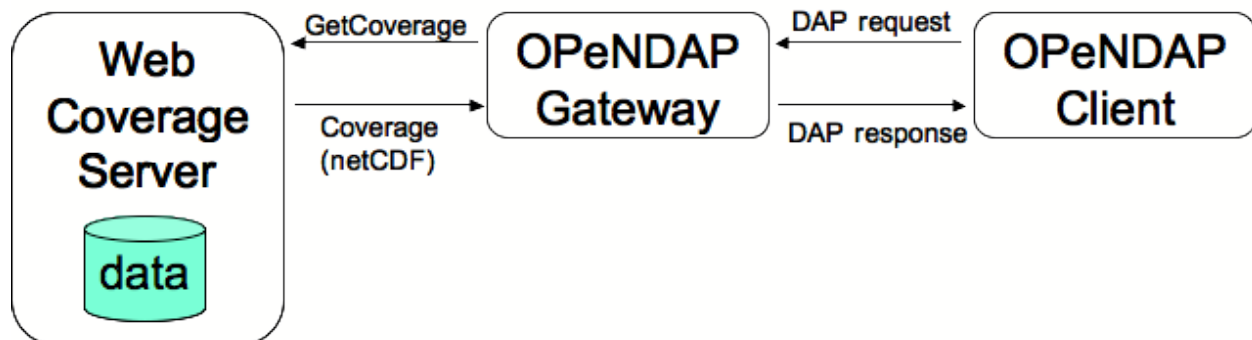 Web
Coverage
Server
data
GetCoverage
Coverage
(netCDF)
OPeNDAP
Gateway
DAP request
DAP response
OPeNDAP
Client